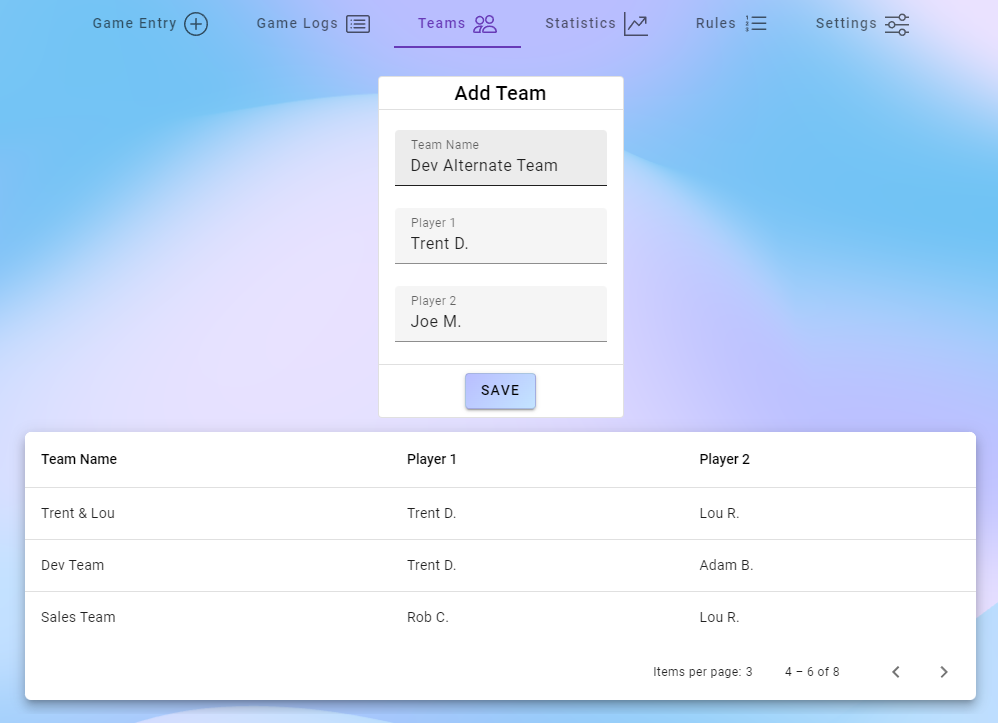 Game Entry Game Logs Teams Statistics Rules Settings
Add Team
Team Name
Dev Alternate Team
Player 1
Trent D.
Player 2
Joe M.
SAVE
Team Name Player 1 Player 2
Trent & Lou Trent D. Lou R.
Dev Team Trent D. Adam B.
Sales Team Rob C. Lou R.
Items per page: 3 4 – 6 of 8